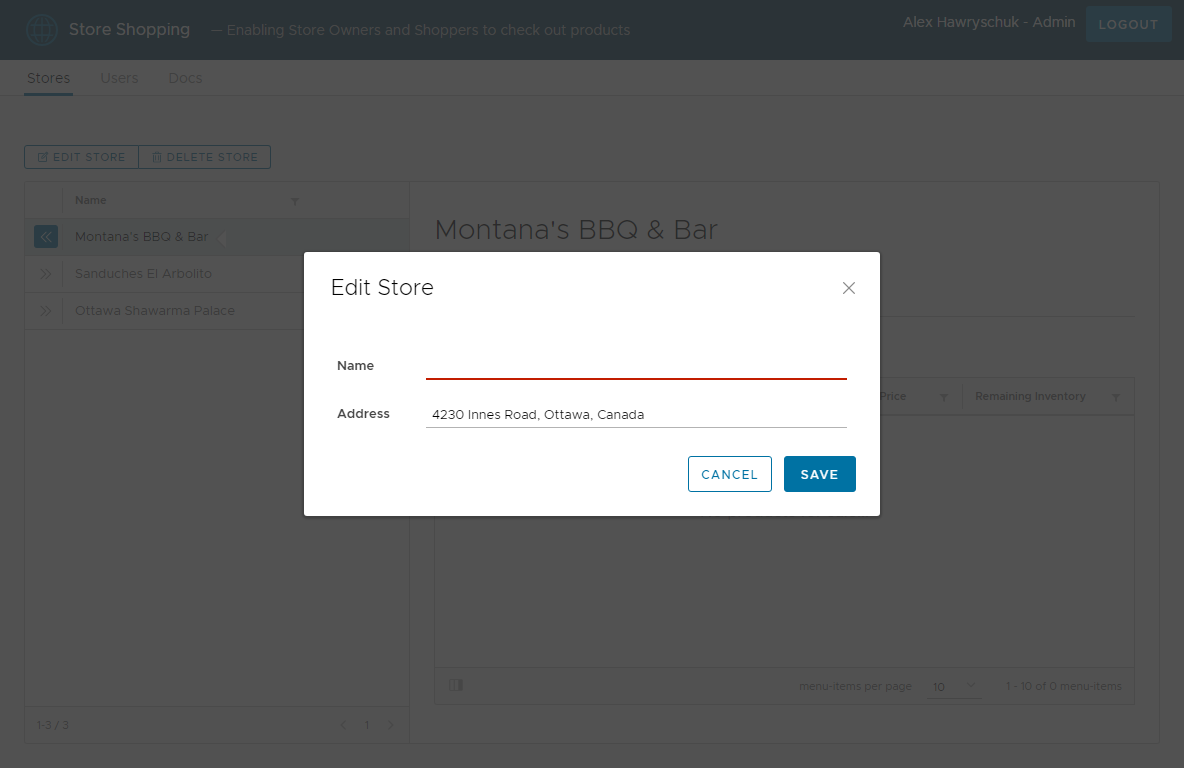 Store Shopping — Enabling Store Owners and Shoppers to check out products
Alex Hawryschuk - Admin LOGOUT
Stores Users Docs
EDIT STORE DELETE STORE
Name
Montana's BBQ & Bar
Sanduches El Arbolito
Ottawa Shawarma Palace
1-3 / 3
1
Montana's BBQ & Bar
Price Remaining Inventory
menu-items per page 10 1 - 10 of 0 menu-items
Edit Store
Name
Address 4230 Innes Road, Ottawa, Canada
CANCEL SAVE